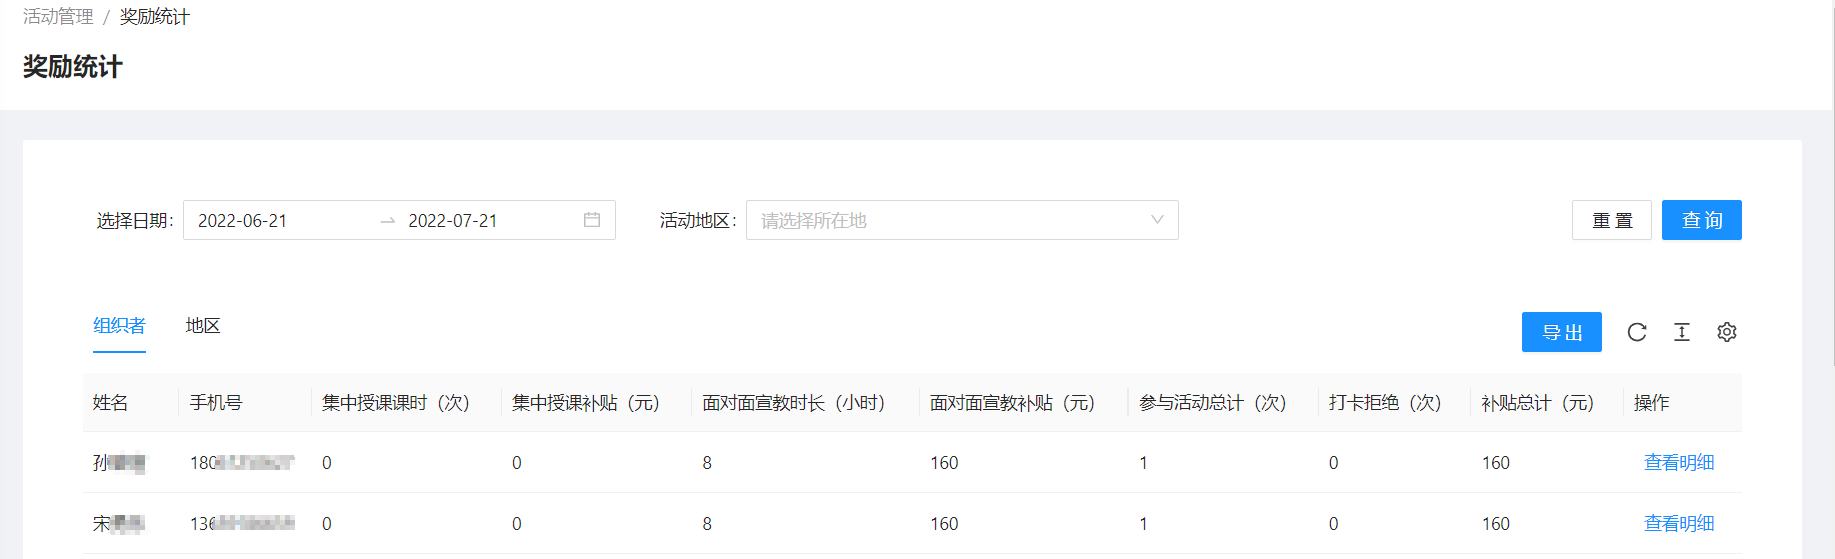 活动管理 / 奖励统计
奖励统计
选择日期: 2022-06-21 → 2022-07-21 活动地区: 请选择所在地 重置 查询
组织者 地区 导出
姓名 手机号 集中授课课时（次） 集中授课补贴（元） 面对面宣教时长（小时） 面对面宣教补贴（元） 参与活动总计（次） 打卡拒绝（次） 补贴总计（元） 操作
孙 180 0 0 8 160 1 0 160 查看明细
宋 136 0 0 8 160 1 0 160 查看明细